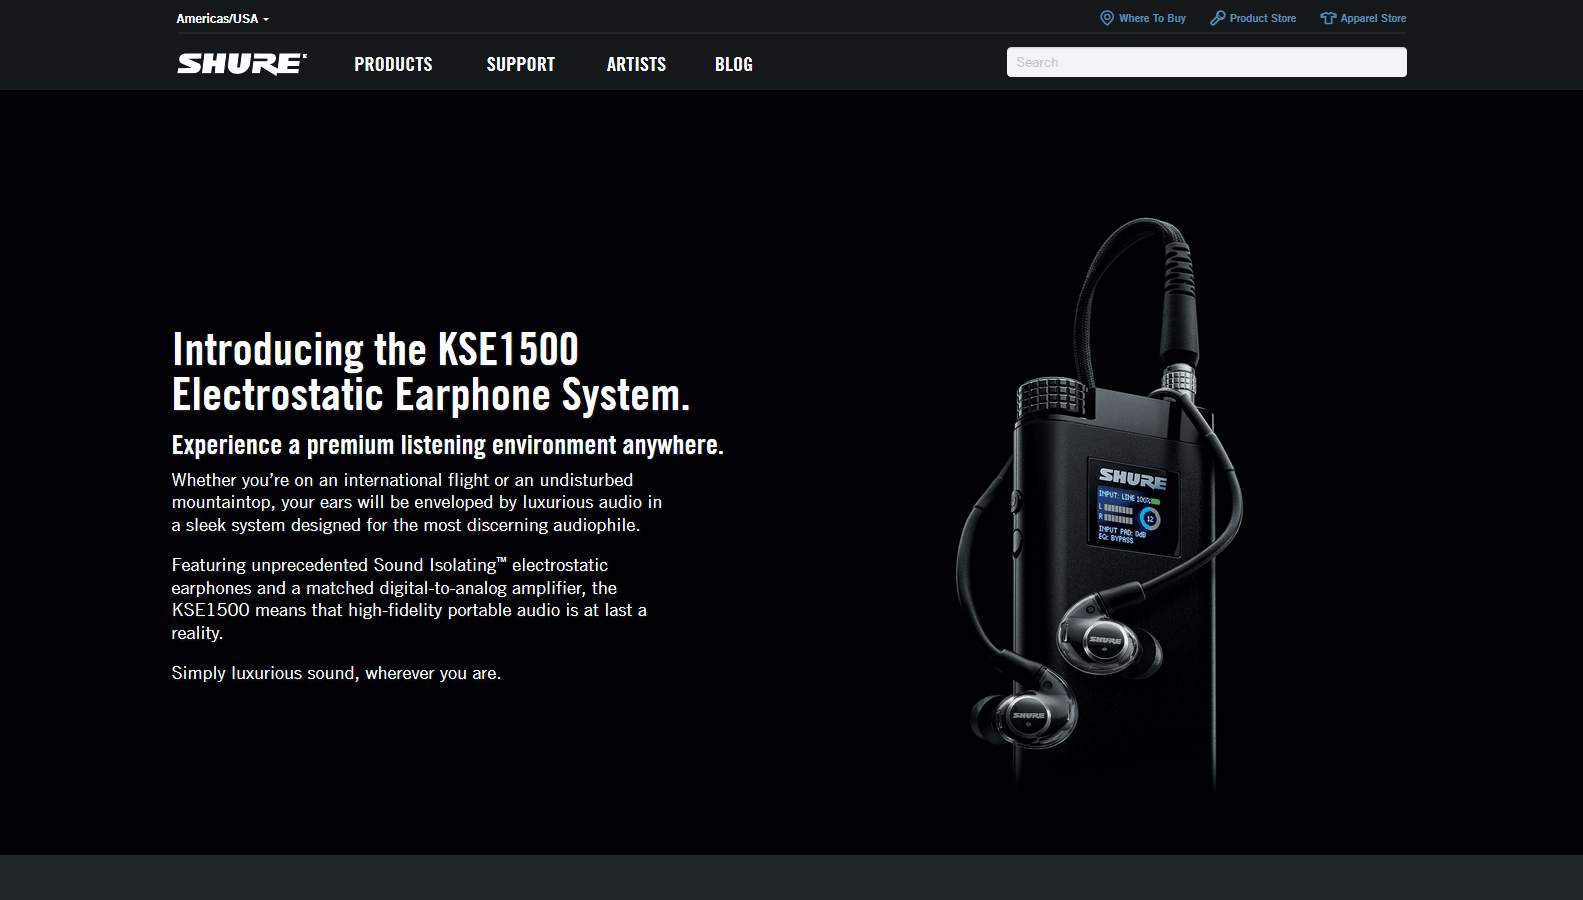 Americas/USA
Where To Buy
Product Store
Apparel Store
SHURE
PRODUCTS
SUPPORT
ARTISTS
BLOG
Search
Introducing the KSE1500
Electrostatic Earphone System.
Experience a premium listening environment anywhere.
Whether you’re on an international flight or an undisturbed
mountaintop, your ears will be enveloped by luxurious audio in
a sleek system designed for the most discerning audiophile.
Featuring unprecedented Sound Isolating™ electrostatic
earphones and a matched digital-to-analog amplifier, the
KSE1500 means that high-fidelity portable audio is at last a
reality.
Simply luxurious sound, wherever you are.
SHURE
INPUT: LINE 100%
L
R
12
INPUT PAD: 0dB
EQ: BYPASS
SHURE
SHURE